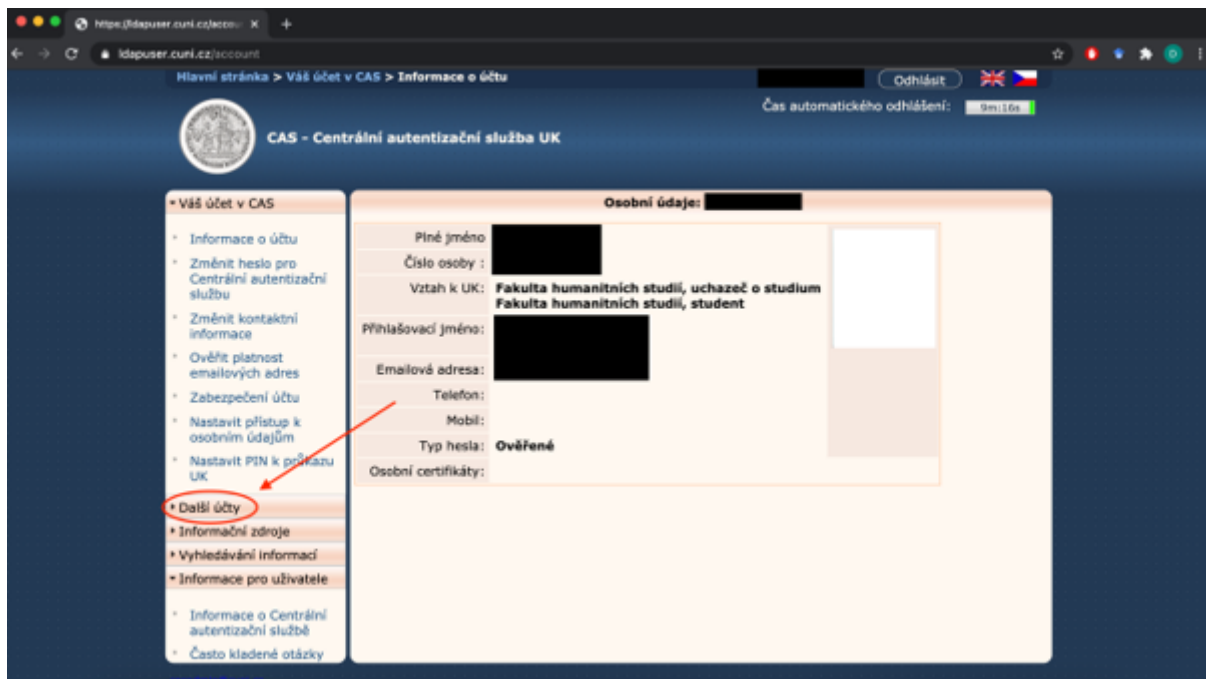 https://ldapuser.cuni.cz/accou
ldapuser.cuni.cz/account
Hlavní stránka > Váš účet v CAS > Informace o účtu
Odhlásit
Čas automatického odhlášení: 9m:16s
CAS - Centrální autentizační služba UK
Váš účet v CAS
Informace o účtu
Změnit heslo pro
Centrální autentizační
službu
Změnit kontaktní
informace
Ověřit platnost
emailových adres
Zabezpečení účtu
Nastavit přístup k
osobním údajům
Nastavit PIN k průkazu
UK
Další účty
Informační zdroje
Vyhledávání informací
Informace pro uživatele
Informace o Centrální
autentizační službě
Často kladené otázky
Osobní údaje:
Plné jméno
Číslo osoby :
Vztah k UK: Fakulta humanitních studií, uchazeč o studium
Fakulta humanitních studií, student
Přihlašovací jméno:
Emailová adresa:
Telefon:
Mobil:
Typ hesla: Ověřené
Osobní certifikáty: